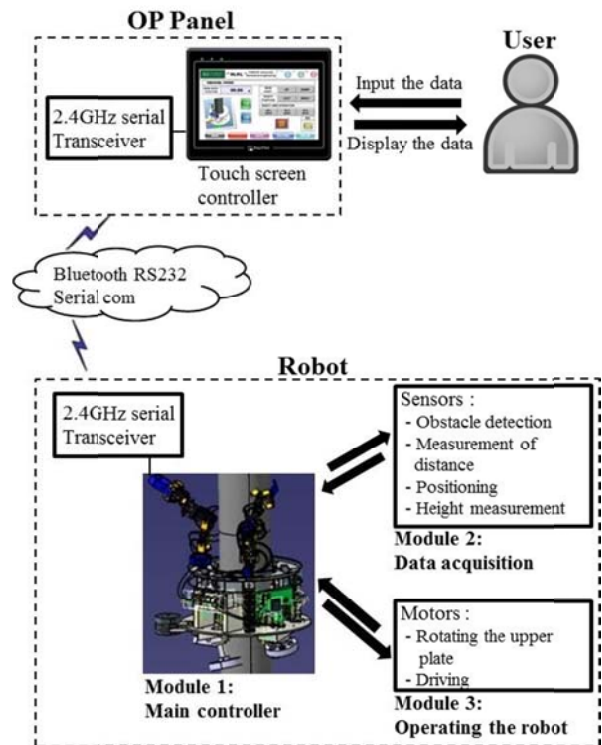 OP Panel
User
2.4GHz serial
Transceiver
Touch screen
controller
Input the data
Display the data
Bluetooth RS232
Serial com
Robot
2.4GHz serial
Transceiver
Sensors :
- Obstacle detection
- Measurement of
distance
- Positioning
- Height measurement
Module 2:
Data acquisition
Motors :
- Rotating the upper
plate
- Driving
Module 3:
Operating the robot
Module 1:
Main controller